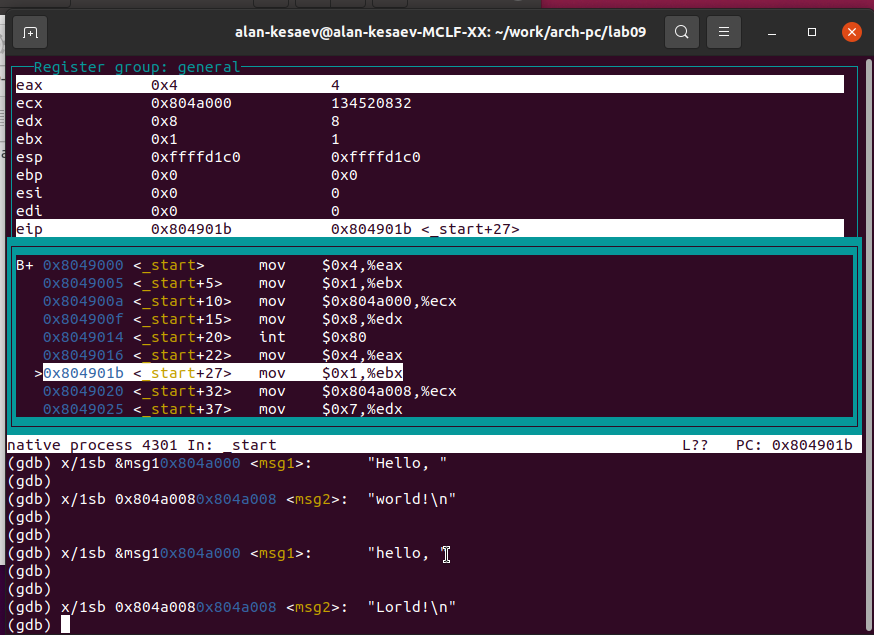 alan-kesaev@alan-kesaev-MCLF-XX: ~/work/arch-pc/lab09
Register group: general
eax 0x4 4
ecx 0x804a000 134520832
edx 0x8 8
ebx 0x1 1
esp 0xffffd1c0 0xffffd1c0
ebp 0x0 0x0
esi 0x0 0
edi 0x0 0
eip 0x804901b 0x804901b <_start+27>
B+ 0x8049000 <_start> mov $0x4,%eax
0x8049005 <_start+5> mov $0x1,%ebx
0x804900a <_start+10> mov $0x804a000,%ecx
0x804900f <_start+15> mov $0x8,%edx
0x8049014 <_start+20> int $0x80
0x8049016 <_start+22> mov $0x4,%eax
>0x804901b <_start+27> mov $0x1,%ebx
0x8049020 <_start+32> mov $0x804a008,%ecx
0x8049025 <_start+37> mov $0x7,%edx
native process 4301 In: _start L?? PC: 0x804901b
(gdb) x/1sb &msg10x804a000 <msg1>: "Hello, "
(gdb)
(gdb) x/1sb 0x804a0080x804a008 <msg2>: "world!\n"
(gdb)
(gdb)
(gdb) x/1sb &msg10x804a000 <msg1>: "hello, "
(gdb)
(gdb)
(gdb) x/1sb 0x804a0080x804a008 <msg2>: "Lorld!\n"
(gdb)